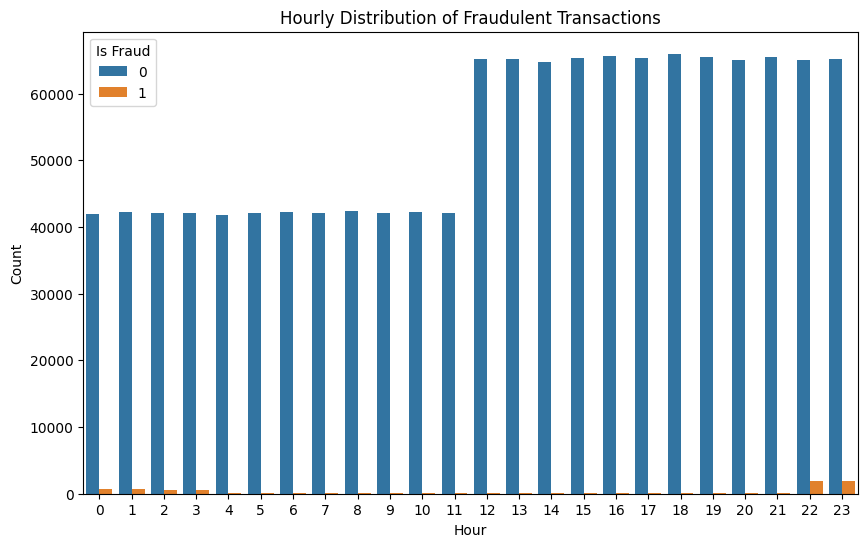 Hourly Distribution of Fraudulent Transactions
Is Fraud
0
1
60000
50000
40000
30000
20000
10000
0
Count
0 1 2 3 4 5 6 7 8 9 10 11 12 13 14 15 16 17 18 19 20 21 22 23
Hour